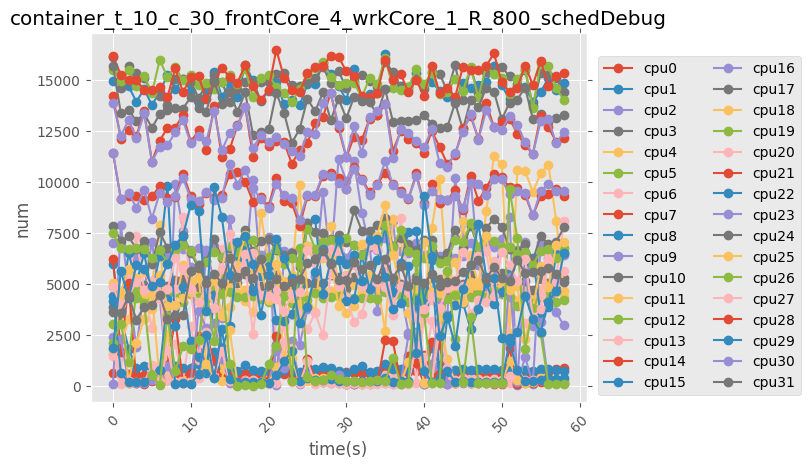 container_t_10_c_30_frontCore_4_wrkCore_1_R_800_schedDebug
15000
12500
10000
7500
5000
2500
0
num
0
10
20
30
40
50
60
time(s)
cpu0 cpu16
cpu1 cpu17
cpu2 cpu18
cpu3 cpu19
cpu4 cpu20
cpu5 cpu21
cpu6 cpu22
cpu7 cpu23
cpu8 cpu24
cpu9 cpu25
cpu10 cpu26
cpu11 cpu27
cpu12 cpu28
cpu13 cpu29
cpu14 cpu30
cpu15 cpu31